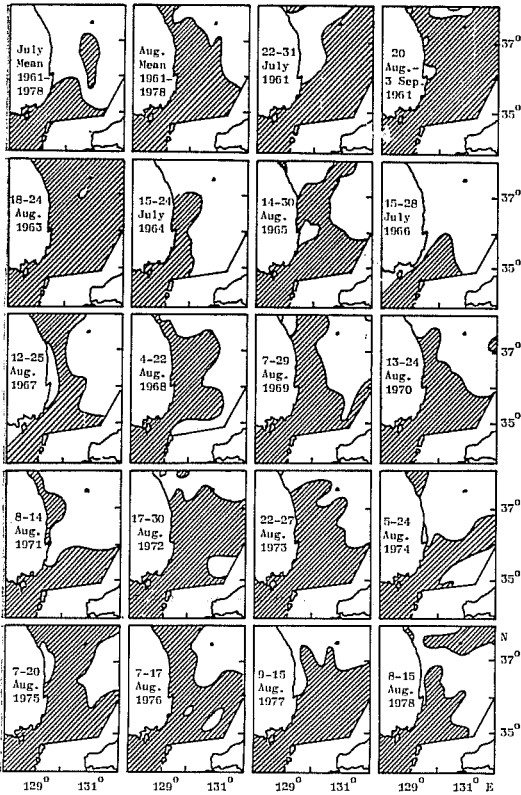 July
Mean
1961-
1978
Aug.
Mean
1961-
1978
22-31
July
1961
20
Aug.-
3 Sep.
1961
37°
35°
18-24
Aug.
1963
15-24
July
1964
14-30
Aug.
1965
15-28
July
1966
37°
35°
12-25
Aug.
1967
4-22
Aug.
1968
7-29
Aug.
1969
13-24
Aug.
1970
37°
35°
8-14
Aug.
1971
17-30
Aug.
1972
22-27
Aug.
1973
5-24
Aug.
1974
37°
35°
7-20
Aug.
1975
7-17
Aug.
1976
9-15
Aug.
1977
8-15
Aug.
1978
N
37°
35°
129° 131° 129° 131° 129° 131° 129° 131° E